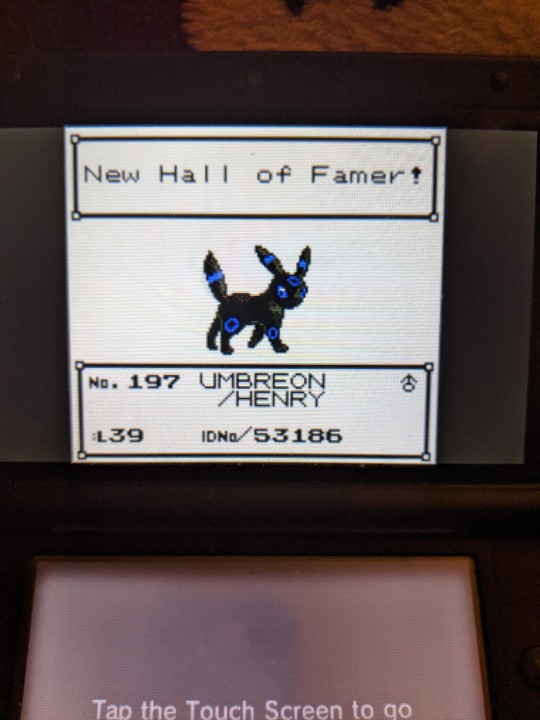 New Hall of Famer!
No. 197 UMBREON ♂
/HENRY
:L39 IDNo/53186
Tap the Touch Screen to go